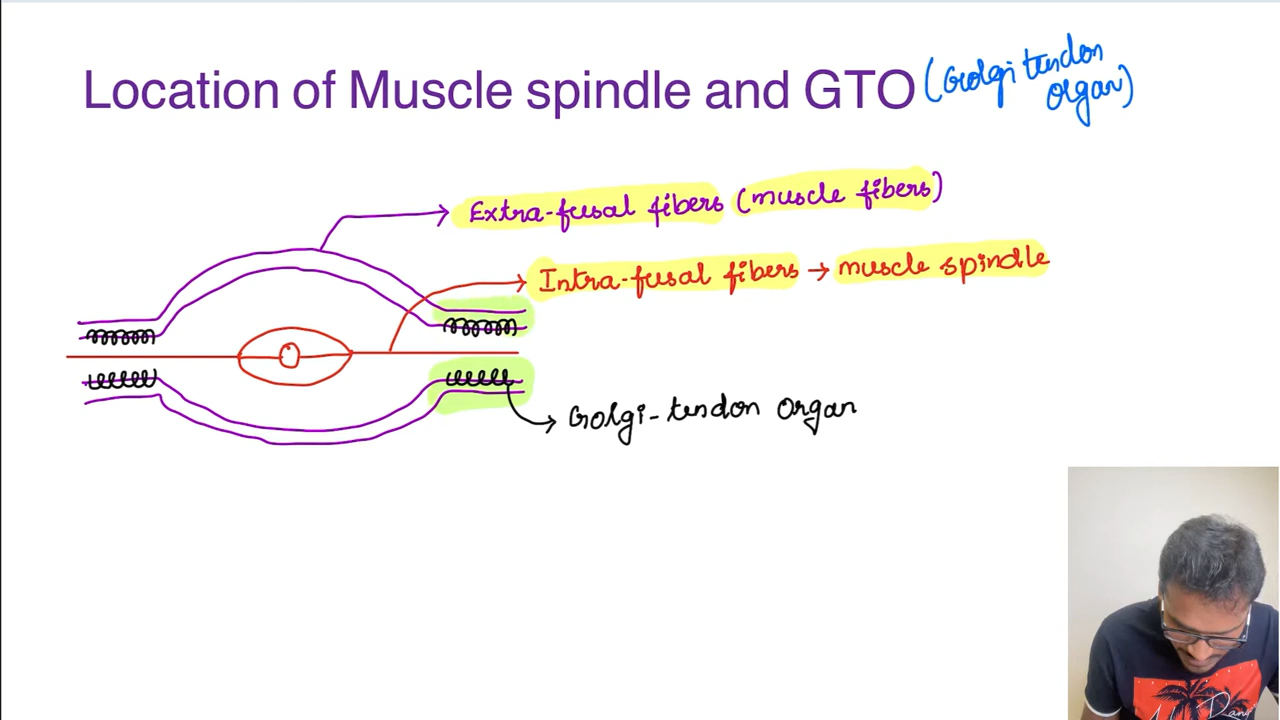 Location of Muscle spindle and GTO (Golgi tendon
organ)
Extra-fusal fibers (muscle fibers)
Intra-fusal fibers → muscle spindle
Golgi-tendon organ